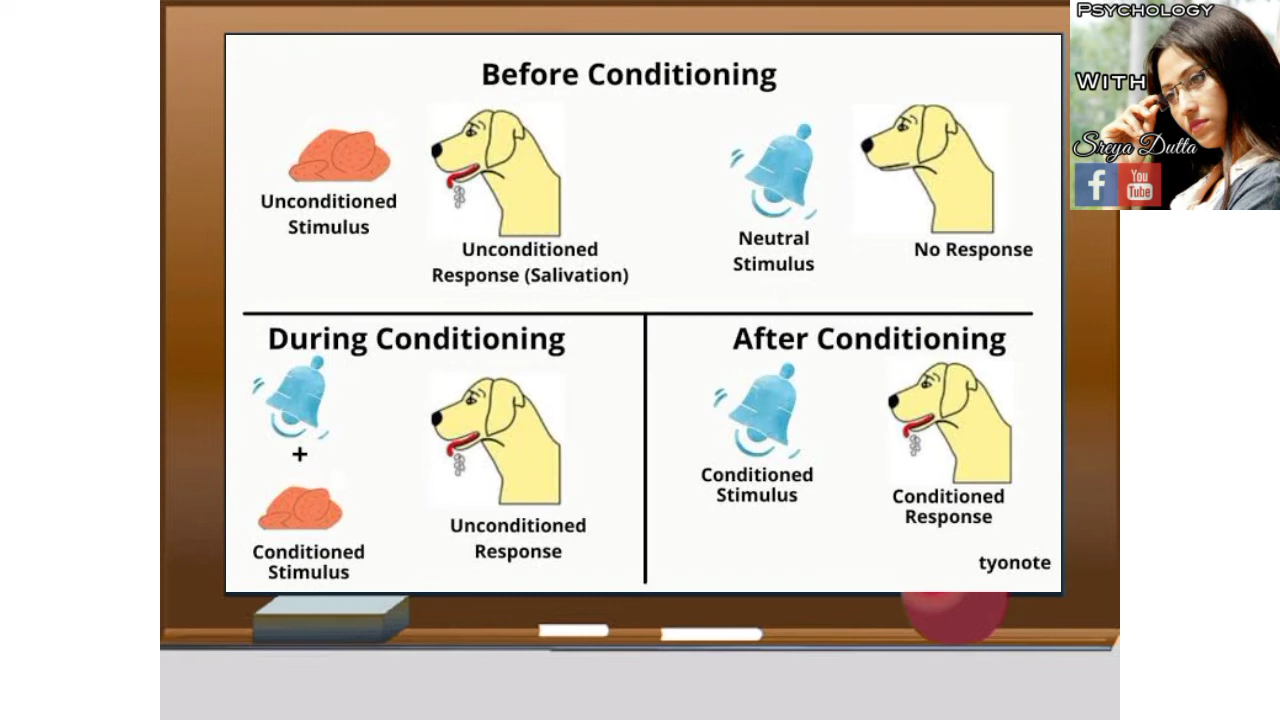 Before Conditioning
Unconditioned
Stimulus
Unconditioned
Response (Salivation)
Neutral
Stimulus
No Response
During Conditioning
+
Conditioned
Stimulus
Unconditioned
Response
After Conditioning
Conditioned
Stimulus
Conditioned
Response
tyonote
Psychology
With
Sreya Dutta
f
You
Tube